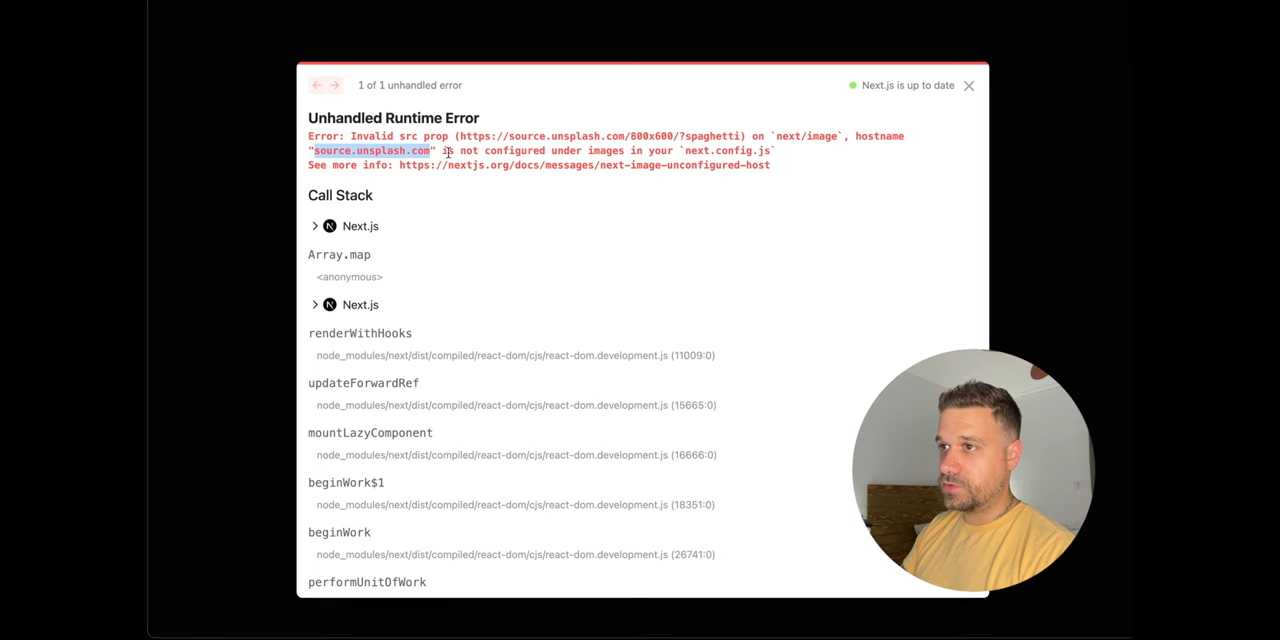 1 of 1 unhandled error
Next.js is up to date
Unhandled Runtime Error
Error: Invalid src prop (https://source.unsplash.com/800x600/?spaghetti) on `next/image`, hostname
"source.unsplash.com" is not configured under images in your `next.config.js`
See more info: https://nextjs.org/docs/messages/next-image-unconfigured-host
Call Stack
N Next.js
Array.map
<anonymous>
N Next.js
renderWithHooks
node_modules/next/dist/compiled/react-dom/cjs/react-dom.development.js (11009:0)
updateForwardRef
node_modules/next/dist/compiled/react-dom/cjs/react-dom.development.js (15665:0)
mountLazyComponent
node_modules/next/dist/compiled/react-dom/cjs/react-dom.development.js (16666:0)
beginWork$1
node_modules/next/dist/compiled/react-dom/cjs/react-dom.development.js (18351:0)
beginWork
node_modules/next/dist/compiled/react-dom/cjs/react-dom.development.js (26741:0)
performUnitOfWork